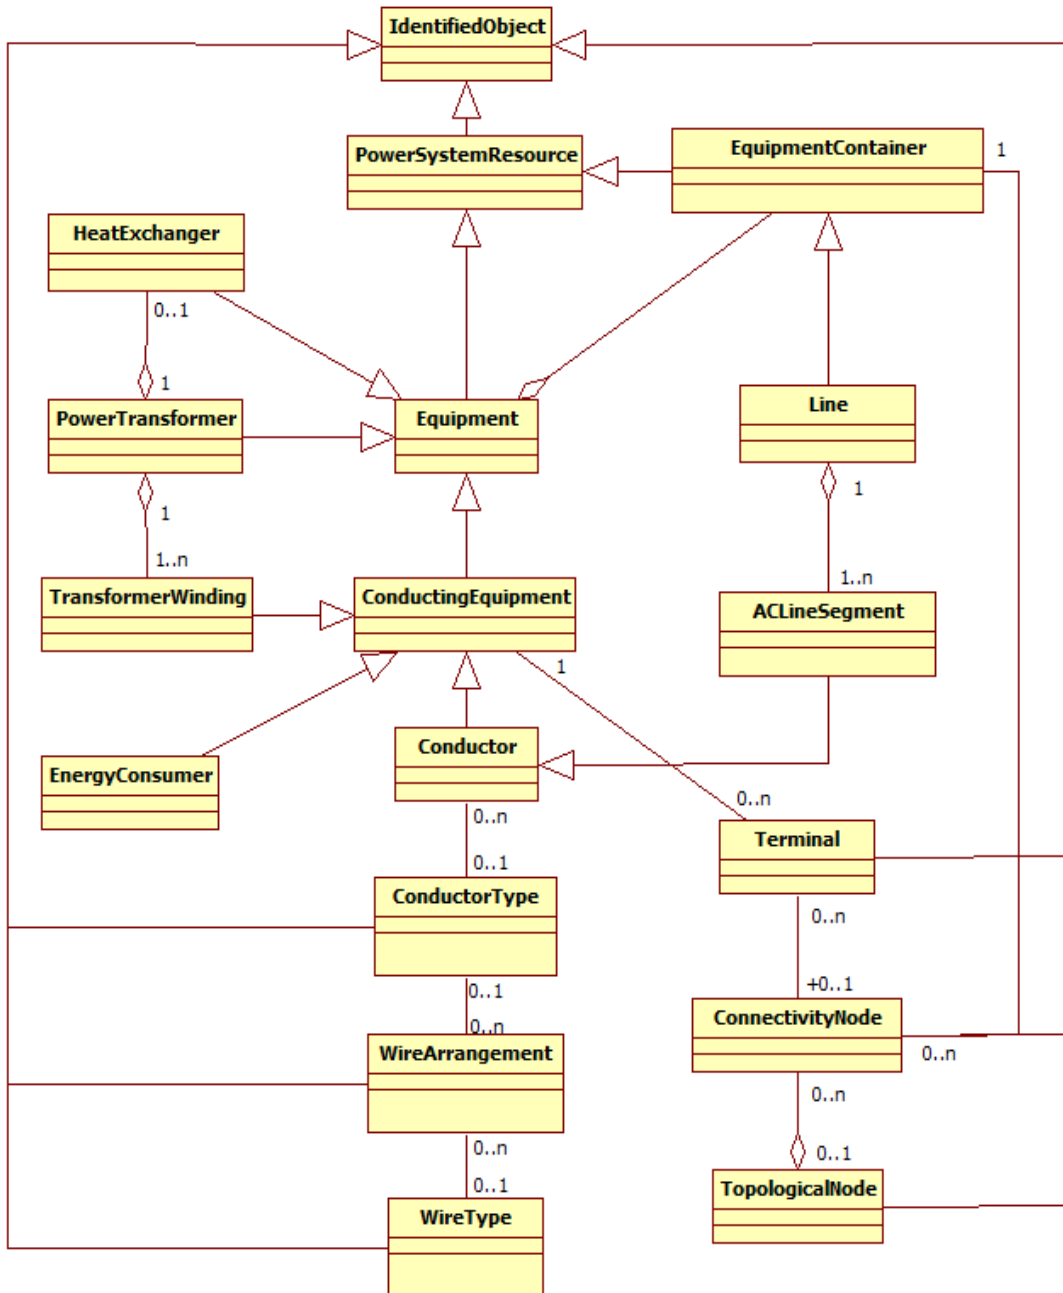 IdentifiedObject
PowerSystemResource
EquipmentContainer
1
HeatExchanger
0..1
1
PowerTransformer
Equipment
Line
1
1
1..n
1..n
TransformerWinding
ConductingEquipment
ACLineSegment
1
Conductor
EnergyConsumer
0..n
0..n
Terminal
0..1
ConductorType
0..n
0..1
+0..1
ConnectivityNode
0..n
0..n
WireArrangement
0..n
0..n
0..1
0..1
TopologicalNode
WireType